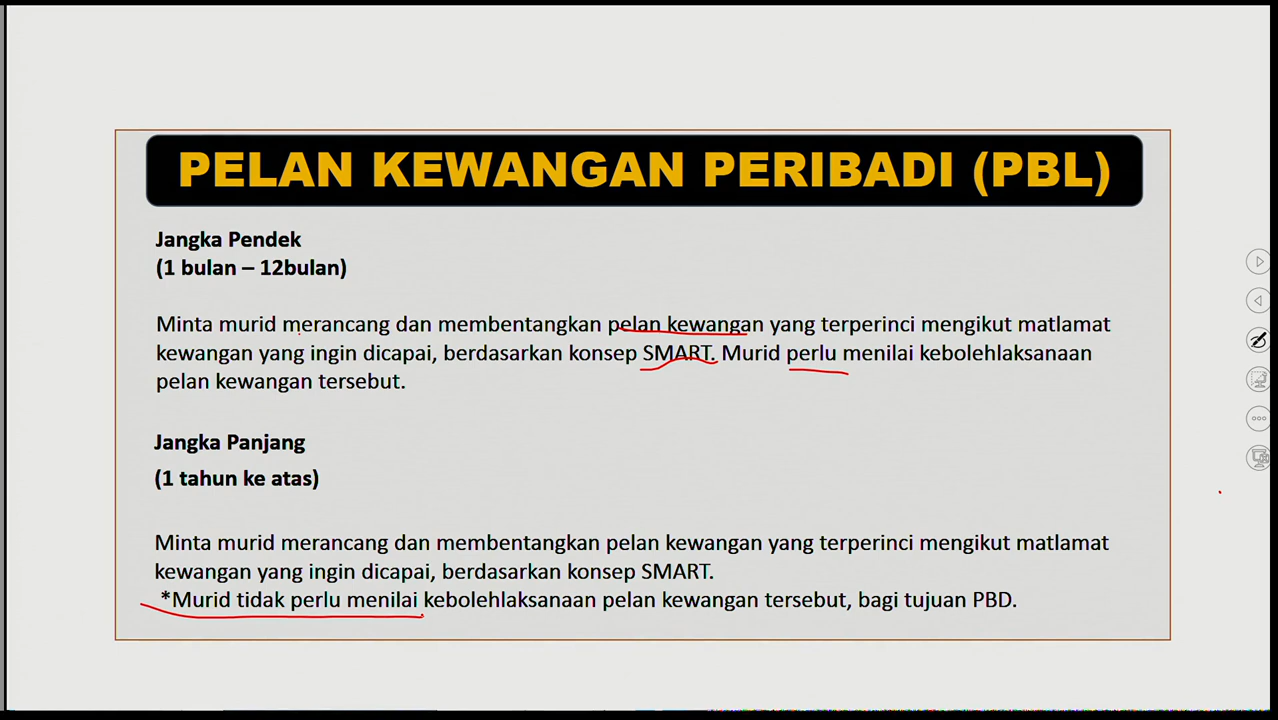 PELAN KEWANGAN PERIBADI (PBL)
Jangka Pendek
(1 bulan – 12bulan)
Minta murid merancang dan membentangkan pelan kewangan yang terperinci mengikut matlamat
kewangan yang ingin dicapai, berdasarkan konsep SMART. Murid perlu menilai kebolehlaksanaan
pelan kewangan tersebut.
Jangka Panjang
(1 tahun ke atas)
Minta murid merancang dan membentangkan pelan kewangan yang terperinci mengikut matlamat
kewangan yang ingin dicapai, berdasarkan konsep SMART.
*Murid tidak perlu menilai kebolehlaksanaan pelan kewangan tersebut, bagi tujuan PBD.